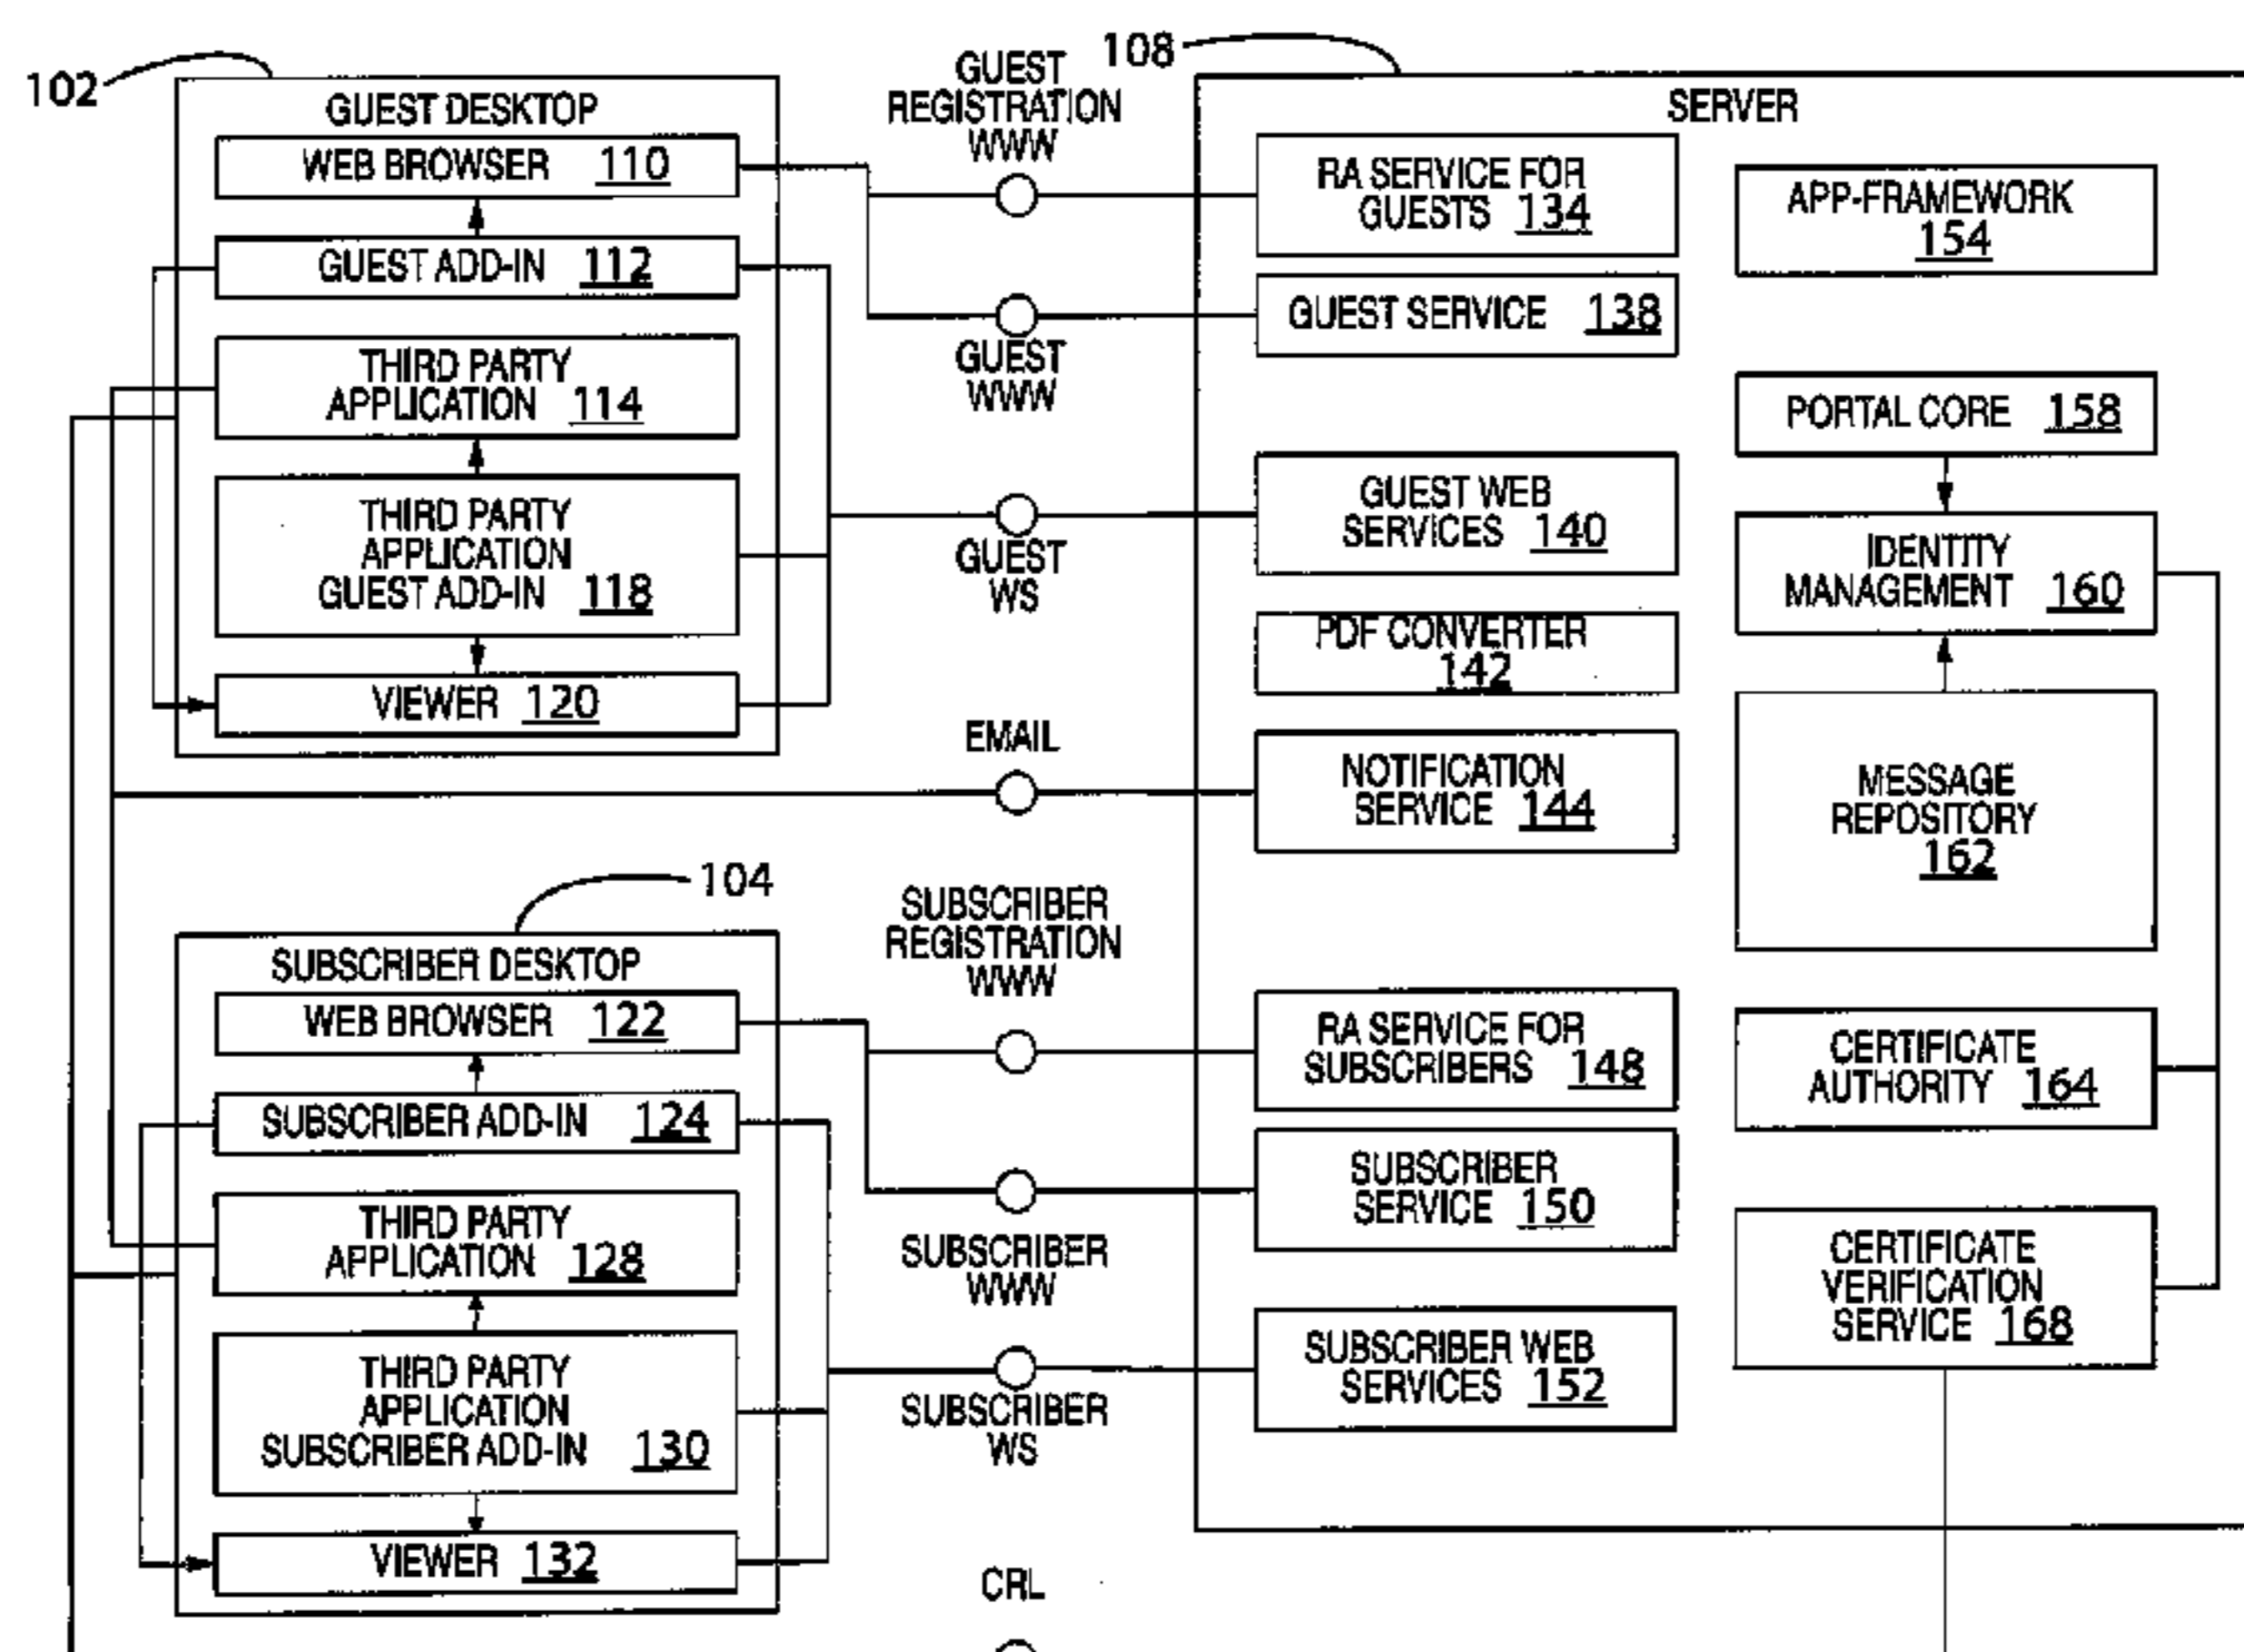 102
GUEST DESKTOP
WEB BROWSER 110
GUEST ADD-IN 112
THIRD PARTY
APPLICATION 114
THIRD PARTY
APPLICATION
GUEST ADD-IN 118
VIEWER 120
104
SUBSCRIBER DESKTOP
WEB BROWSER 122
SUBSCRIBER ADD-IN 124
THIRD PARTY
APPLICATION 128
THIRD PARTY
APPLICATION
SUBSCRIBER ADD-IN 130
VIEWER 132
GUEST
REGISTRATION
WWW
GUEST
WWW
GUEST
WS
EMAIL
SUBSCRIBER
REGISTRATION
WWW
SUBSCRIBER
WWW
SUBSCRIBER
WS
CRL
108
SERVER
RA SERVICE FOR
GUESTS 134
GUEST SERVICE 138
GUEST WEB
SERVICES 140
PDF CONVERTER
142
NOTIFICATION
SERVICE 144
RA SERVICE FOR
SUBSCRIBERS 148
SUBSCRIBER
SERVICE 150
SUBSCRIBER WEB
SERVICES 152
APP-FRAMEWORK
154
PORTAL CORE 158
IDENTITY
MANAGEMENT 160
MESSAGE
REPOSITORY
162
CERTIFICATE
AUTHORITY 164
CERTIFICATE
VERIFICATION
SERVICE 168